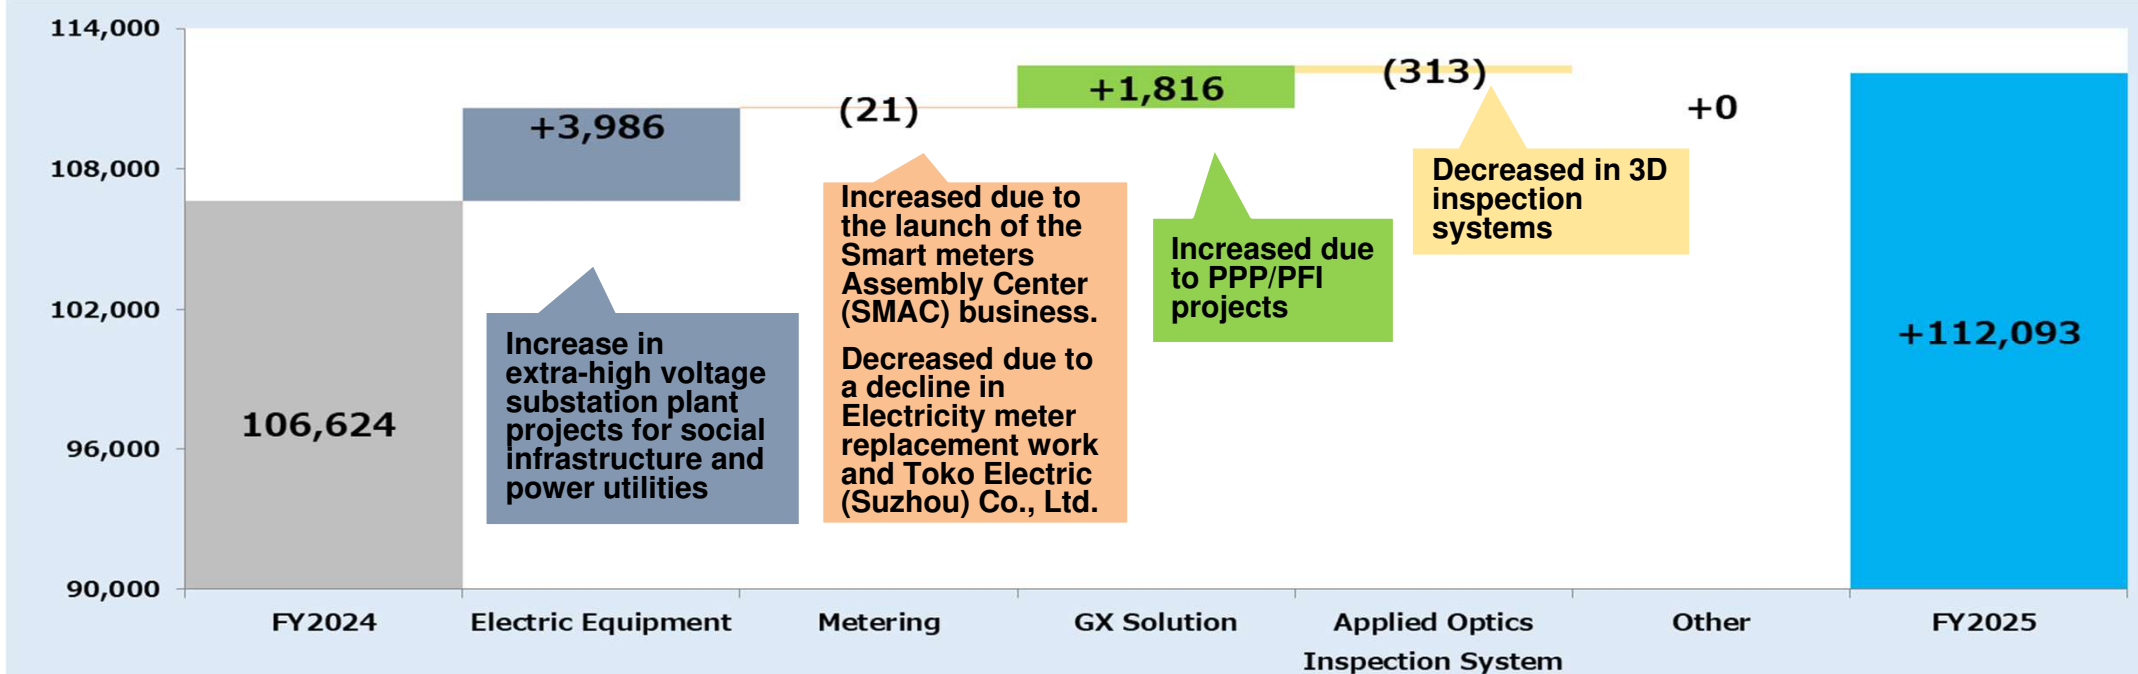 114,000
108,000
102,000
96,000
90,000
106,624
+3,986
(21)
+1,816
(313)
+0
+112,093
Increase in
extra-high voltage
substation plant
projects for social
infrastructure and
power utilities
Increased due to
the launch of the
Smart meters
Assembly Center
(SMAC) business.
Decreased due to
a decline in
Electricity meter
replacement work
and Toko Electric
(Suzhou) Co., Ltd.
Increased due
to PPP/PFI
projects
Decreased in 3D
inspection
systems
FY2024
Electric Equipment
Metering
GX Solution
Applied Optics
Inspection System
Other
FY2025